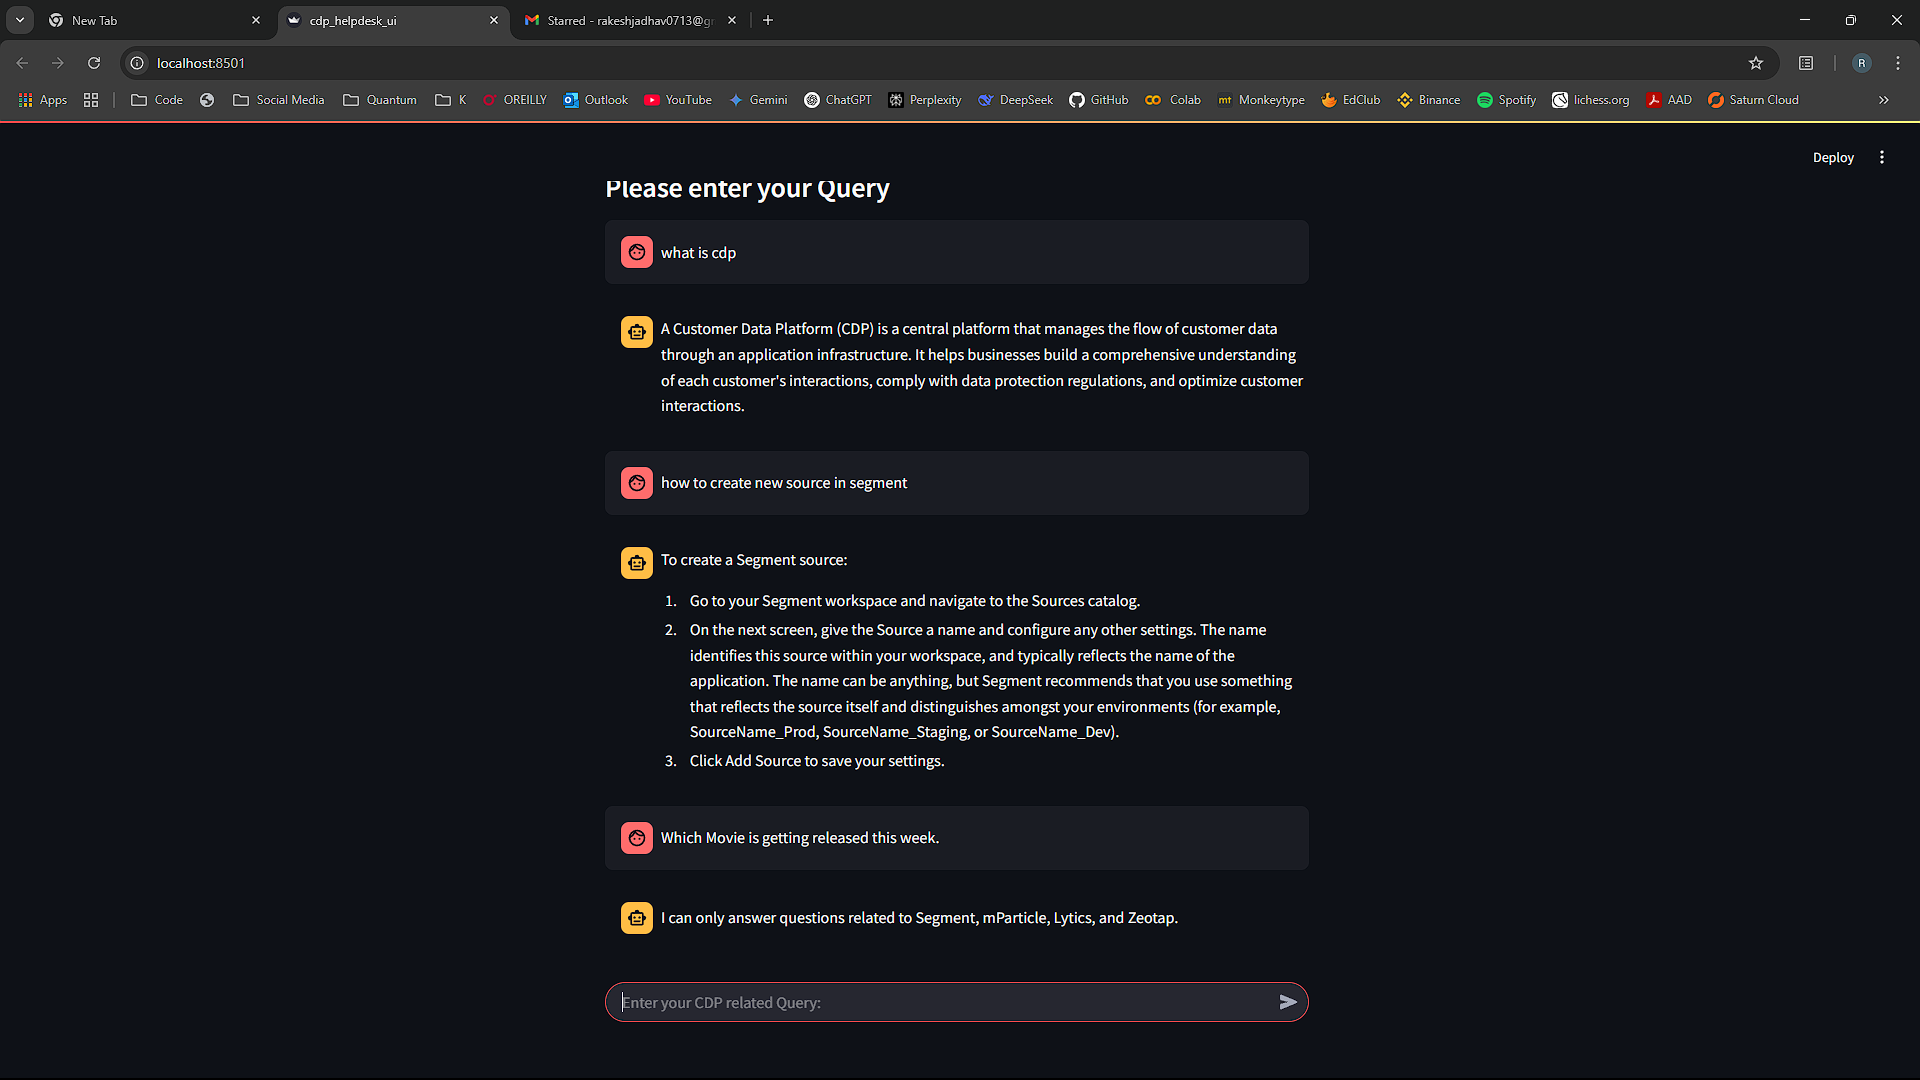 New Tab
cdp_helpdesk_ui
Starred - rakeshjadhav0713@g
localhost:8501
R
Apps
Code
Social Media
Quantum
K
OREILLY
Outlook
YouTube
Gemini
ChatGPT
Perplexity
DeepSeek
GitHub
Colab
mt Monkeytype
EdClub
Binance
Spotify
lichess.org
AAD
Saturn Cloud
Deploy
Please enter your Query
what is cdp
A Customer Data Platform (CDP) is a central platform that manages the flow of customer data
through an application infrastructure. It helps businesses build a comprehensive understanding
of each customer's interactions, comply with data protection regulations, and optimize customer
interactions.
how to create new source in segment
To create a Segment source:
1. Go to your Segment workspace and navigate to the Sources catalog.
2. On the next screen, give the Source a name and configure any other settings. The name
identifies this source within your workspace, and typically reflects the name of the
application. The name can be anything, but Segment recommends that you use something
that reflects the source itself and distinguishes amongst your environments (for example,
SourceName_Prod, SourceName_Staging, or SourceName_Dev).
3. Click Add Source to save your settings.
Which Movie is getting released this week.
I can only answer questions related to Segment, mParticle, Lytics, and Zeotap.
Enter your CDP related Query: